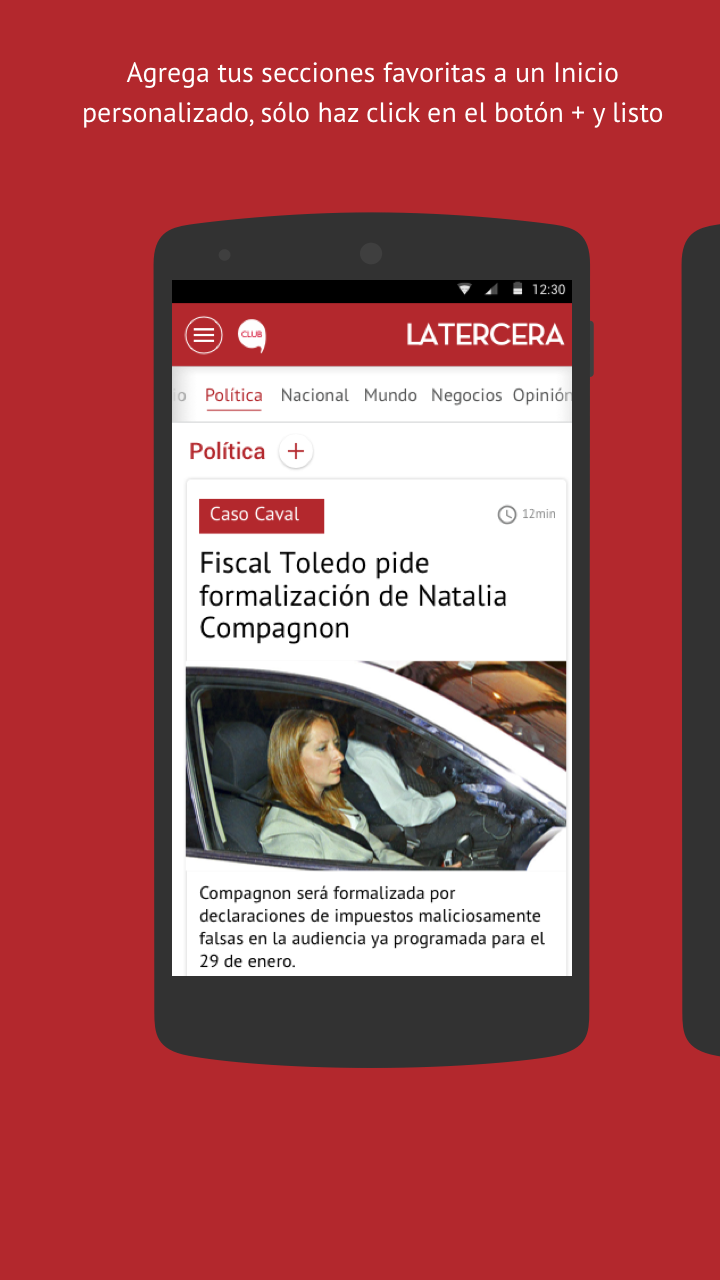 Agrega tus secciones favoritas a un Inicio
personalizado, sólo haz click en el botón + y listo
12:30
CLUB
LATERCERA
io Política Nacional Mundo Negocios Opinión
Política +
Caso Caval
12min
Fiscal Toledo pide
formalización de Natalia
Compagnon
Compagnon será formalizada por
declaraciones de impuestos maliciosamente
falsas en la audiencia ya programada para el
29 de enero.